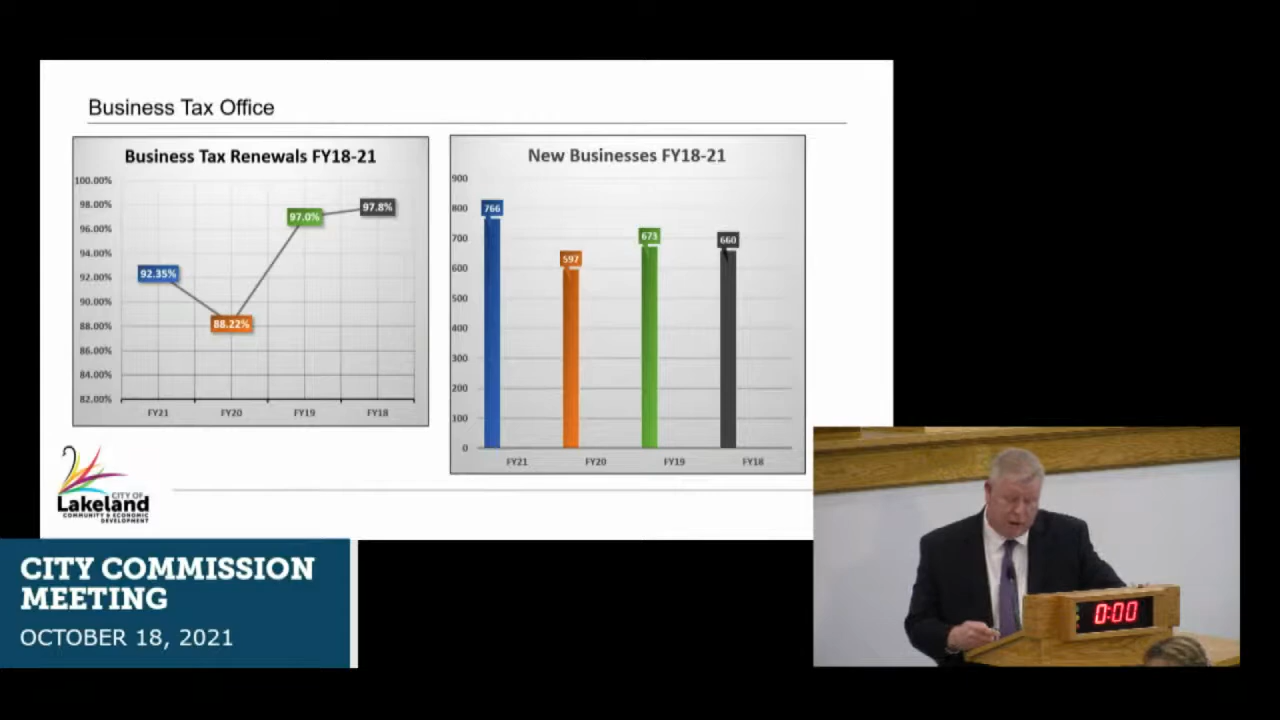 Business Tax Office
Business Tax Renewals FY18-21
100.00%
98.00%
96.00%
94.00%
92.00%
90.00%
88.00%
86.00%
84.00%
82.00%
92.35%
88.22%
97.0%
97.8%
FY21 FY20 FY19 FY18
New Businesses FY18-21
900
800
700
600
500
400
300
200
100
0
766
597
673
660
FY21 FY20 FY19 FY18
CITY OF
Lakeland
COMMUNITY & ECONOMIC
DEVELOPMENT
CITY COMMISSION
MEETING
OCTOBER 18, 2021
0:00